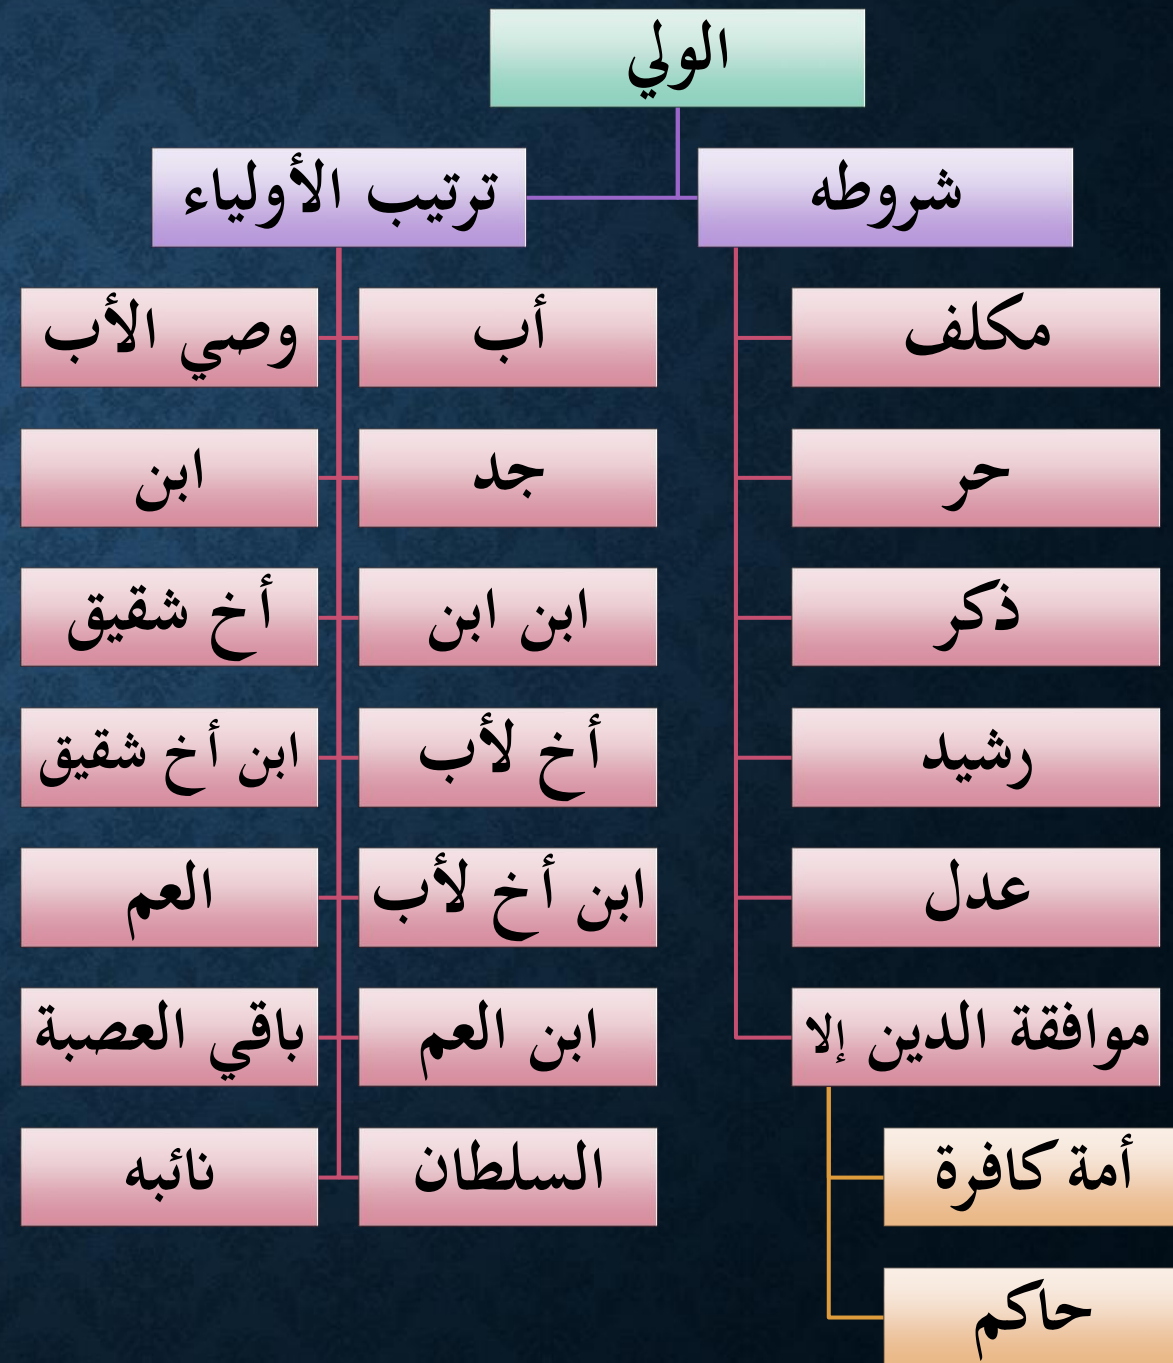 الولي
شروطه
مكلف
حر
ذكر
رشيد
عدل
موافقة الدين إلا
أمة كافرة
حاكم
ترتيب الأولياء
أب
وصي الأب
جد
ابن
ابن ابن
أخ شقيق
أخ لأب
ابن أخ شقيق
ابن أخ لأب
العم
ابن العم
باقي العصبة
السلطان
نائبه